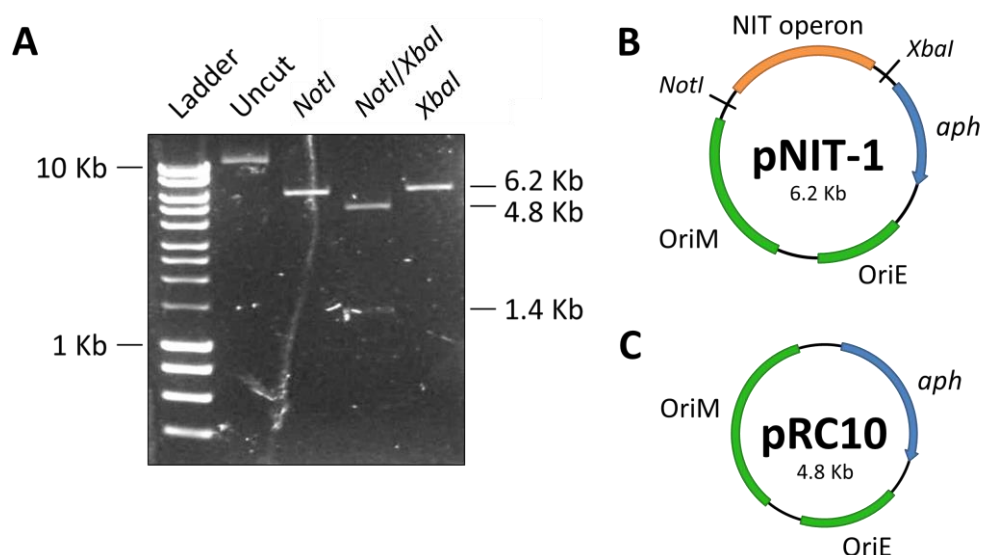 A
Ladder
Uncut
NotI
NotI/XbaI
XbaI
10 Kb
1 Kb
6.2 Kb
4.8 Kb
1.4 Kb
B
NIT operon
XbaI
NotI
aph
pNIT-1
6.2 Kb
OriM
OriE
C
aph
OriM
pRC10
4.8 Kb
OriE